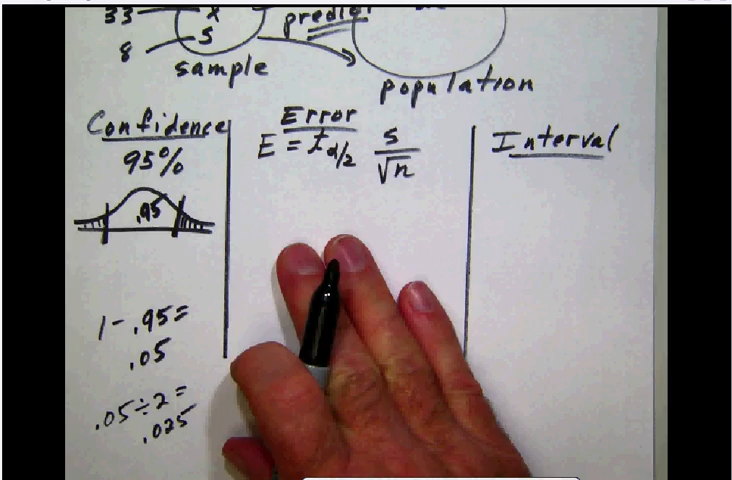 33
x
8
s
predict
sample
population
Confidence
95%
.95
1 - .95 =
.05
.05 ÷ 2 =
.025
Error
E = t α/2 s/√n
Interval